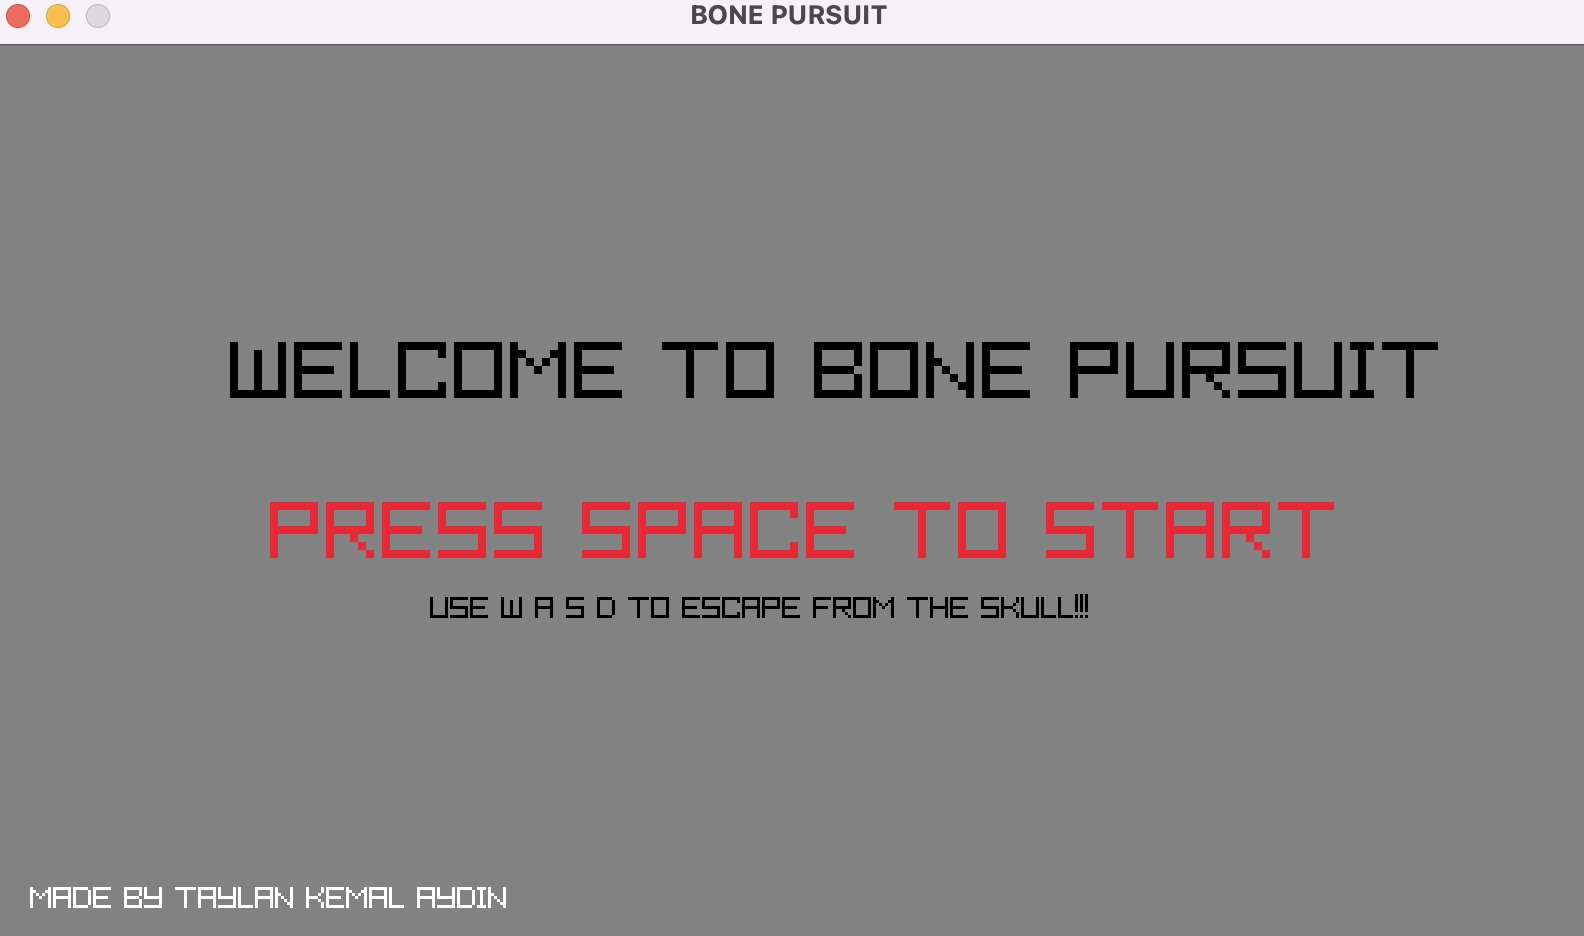 BONE PURSUIT
WELCOME TO BONE PURSUIT
PRESS SPACE TO START
USE W A S D TO ESCAPE FROM THE SKULL!!!
MADE BY TAYLAN KEMAL AYDIN